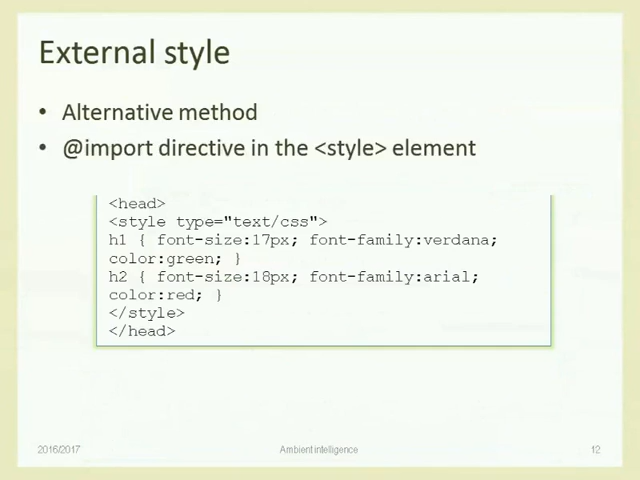 External style
• Alternative method
• @import directive in the <style> element
<head>
<style type="text/css">
h1 { font-size:17px; font-family:verdana;
color:green; }
h2 { font-size:18px; font-family:arial;
color:red; }
</style>
</head>
2016/2017
Ambient intelligence
12